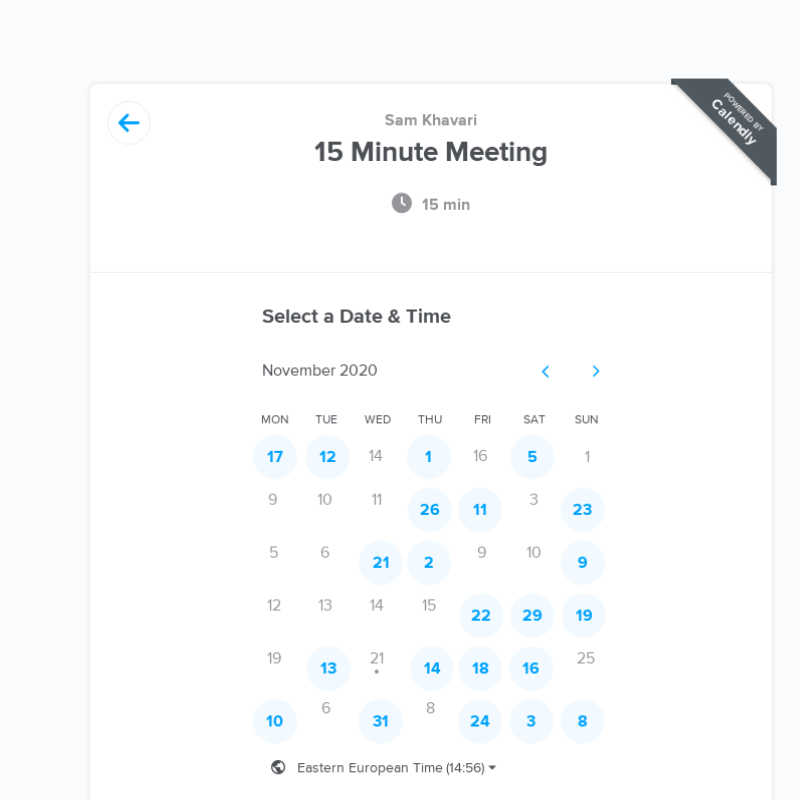 POWERED BY
Calendly
Sam Khavari
15 Minute Meeting
15 min
Select a Date & Time
November 2020
MON TUE WED THU FRI SAT SUN
17 12 14 1 16 5 1
9 10 11 26 11 3 23
5 6 21 2 9 10 9
12 13 14 15 22 29 19
19 13 21 14 18 16 25
10 6 31 8 24 3 8
Eastern European Time (14:56)